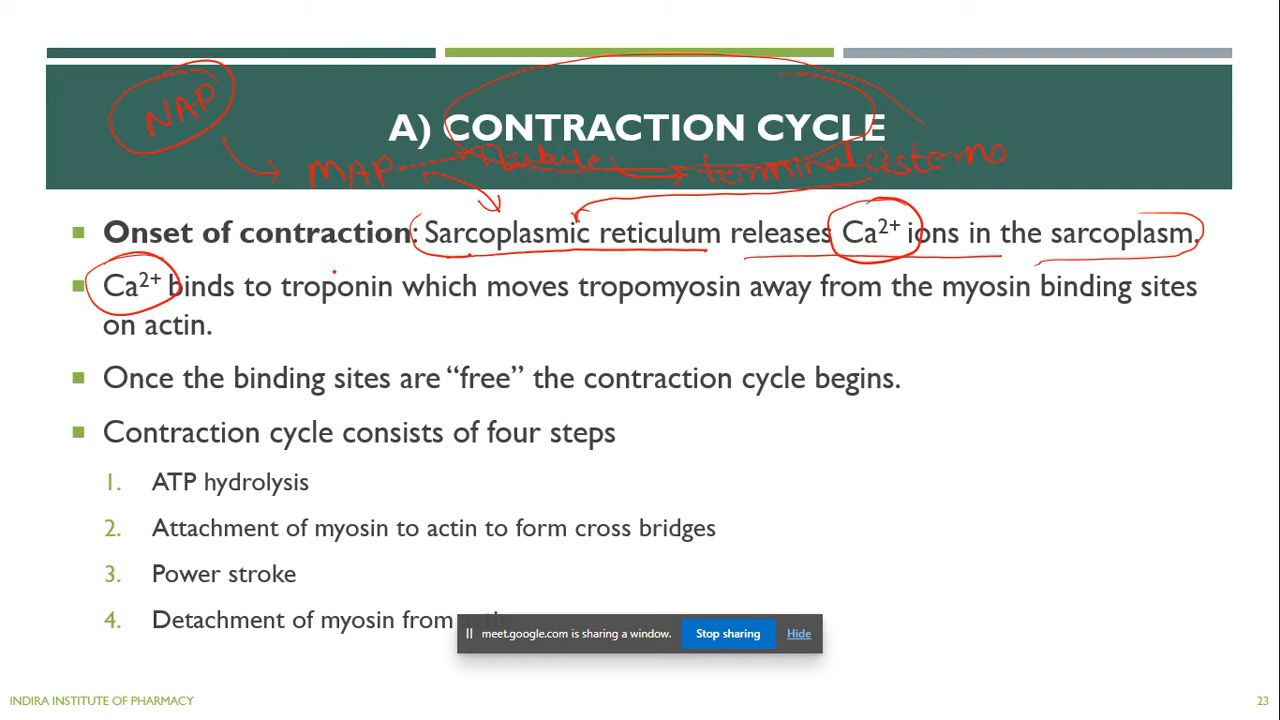 NAP
A) CONTRACTION CYCLE
MAP Ttubule terminal cisterns
Onset of contraction: Sarcoplasmic reticulum releases Ca²⁺ ions in the sarcoplasm.
Ca²⁺ binds to troponin which moves tropomyosin away from the myosin binding sites
on actin.
Once the binding sites are “free” the contraction cycle begins.
Contraction cycle consists of four steps
1. ATP hydrolysis
2. Attachment of myosin to actin to form cross bridges
3. Power stroke
4. Detachment of myosin from actin
meet.google.com is sharing a window. Stop sharing Hide
INDIRA INSTITUTE OF PHARMACY 23